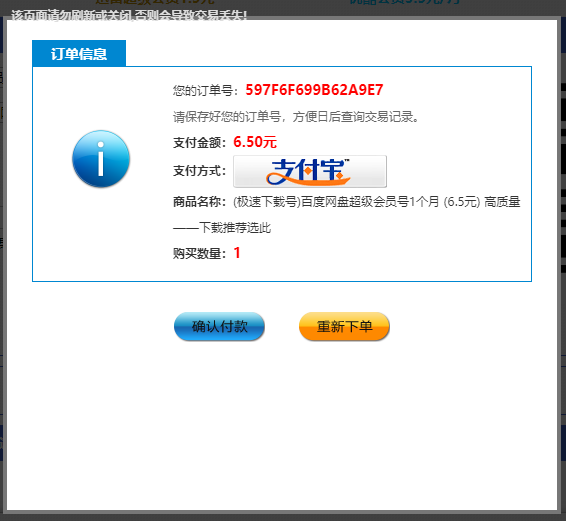 该页面请勿刷新或关闭,否则会导致交易丢失!
订单信息
您的订单号：597F6F699B62A9E7
请保存好您的订单号，方便日后查询交易记录。
支付金额：6.50元
支付方式：支付宝™
商品名称：(极速下载号)百度网盘超级会员号1个月 (6.5元) 高质量
——下载推荐选此
购买数量：1
确认付款 重新下单